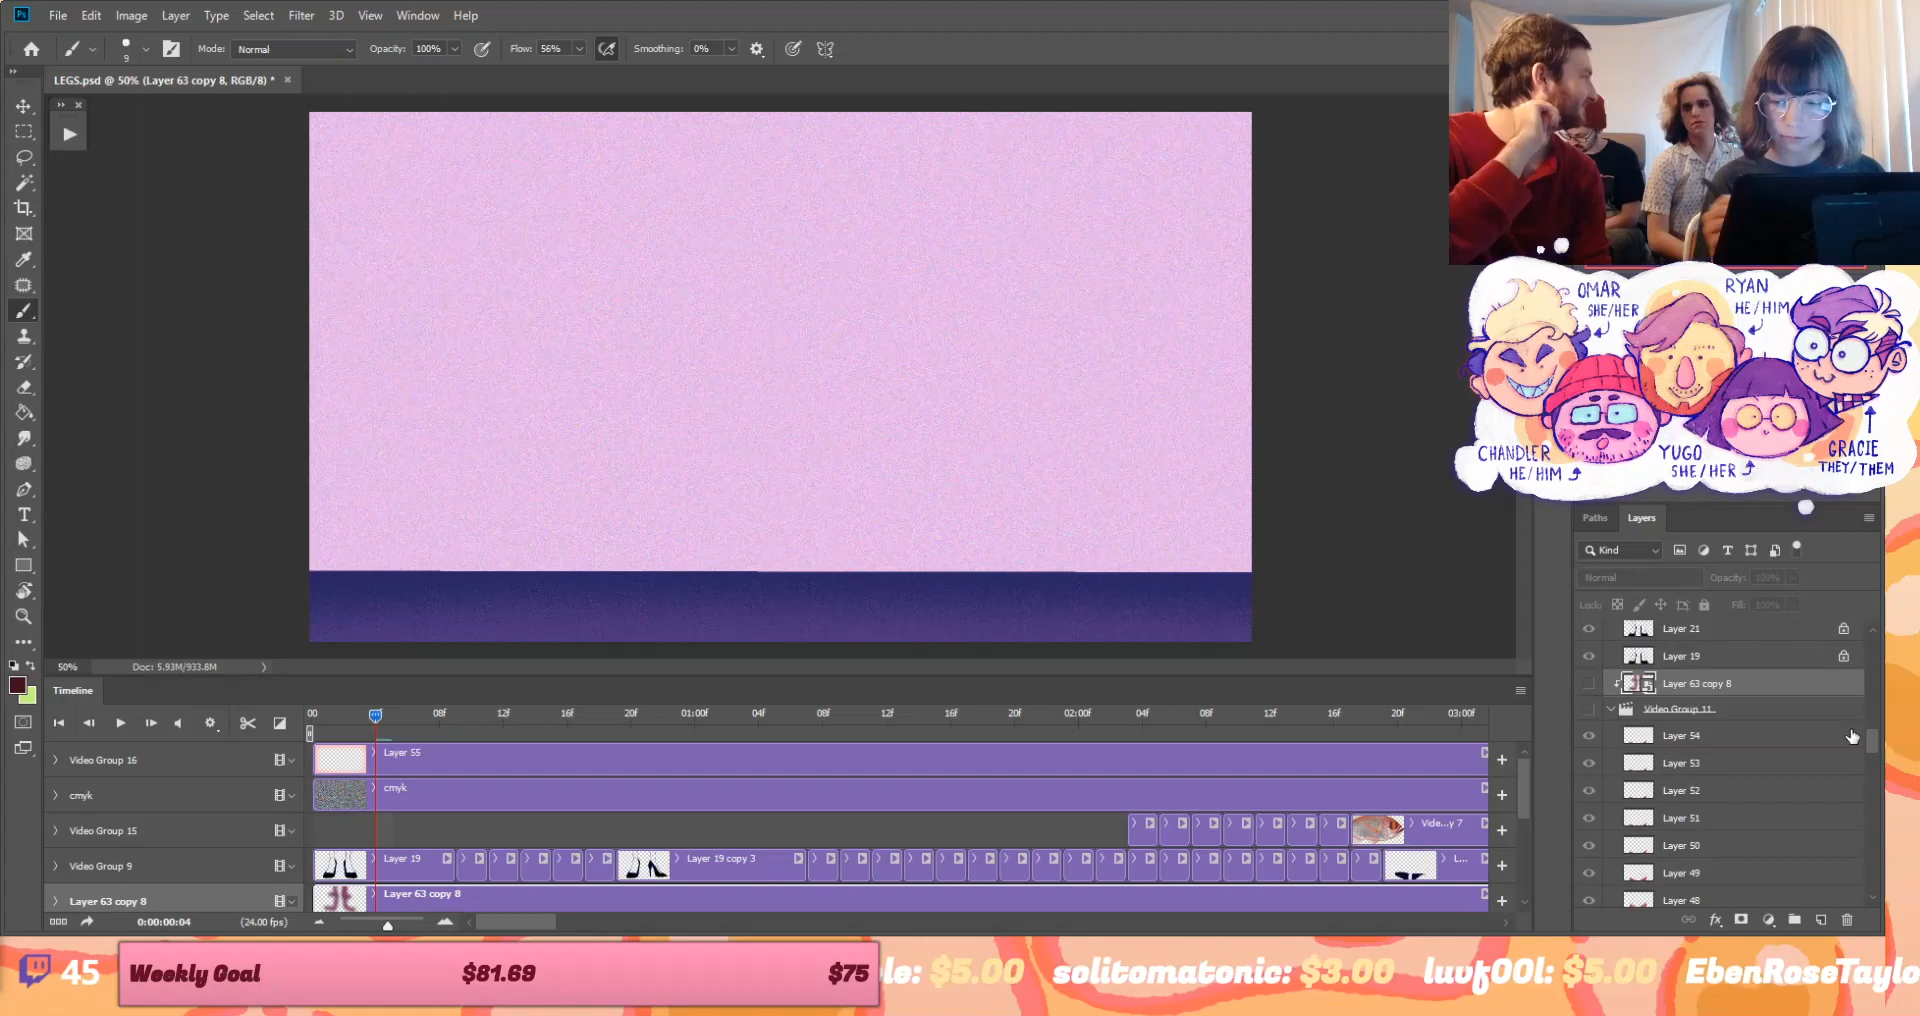 Ps File Edit Image Layer Type Select Filter 3D View Window Help
9 Mode: Normal Opacity: 100% Flow: 56% Smoothing: 0%
LEGS.psd @ 50% (Layer 63 copy 8, RGB/8) *
OMAR
SHE/HER
RYAN
HE/HIM
CHANDLER
HE/HIM
YUGO
SHE/HER
GRACIE
THEY/THEM
Paths Layers
Kind
Normal Opacity: 100%
Lock: Fill: 100%
Layer 21
Layer 19
Layer 63 copy 8
Video Group 11
Layer 54
Layer 53
Layer 52
Layer 51
Layer 50
Layer 49
Layer 48
fx
50% Doc: 5.93M/933.8M
Timeline
00 08f 12f 16f 20f 01:00f 04f 08f 12f 16f 20f 02:00f 04f 08f 12f 16f 20f 03:00f
Video Group 16 Layer 55
cmyk cmyk
Video Group 15 Vide...y 7
Video Group 9 Layer 19 Layer 19 copy 3 L...
Layer 63 copy 8 Layer 63 copy 8
0:00:00:04 (24.00 fps)
45 Weekly Goal $81.69 $75
le: $5.00 solitomatonic: $3.00 luvf00l: $5.00 EbenRoseTaylo